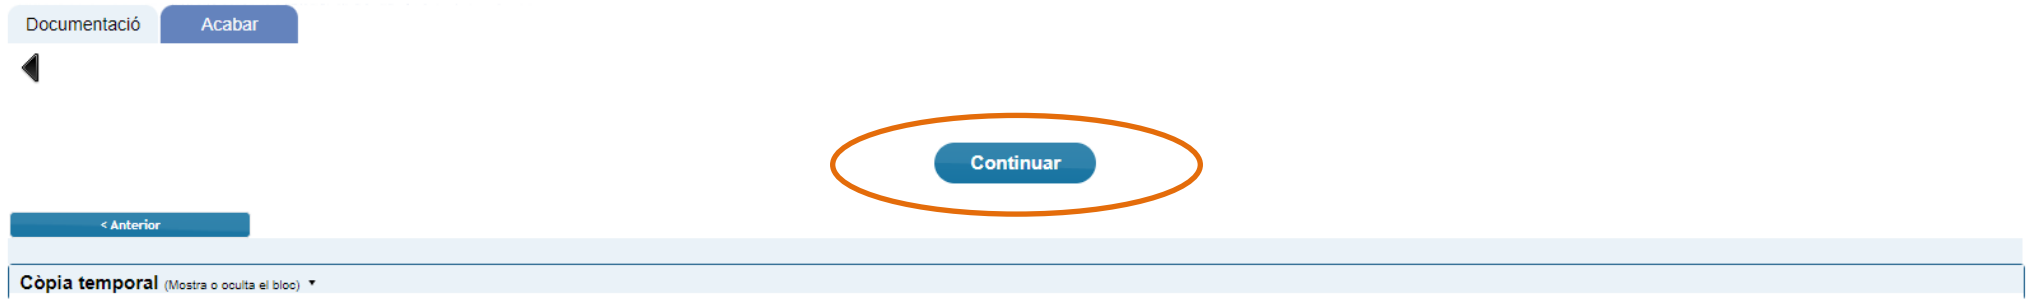 Documentació Acabar
Continuar
< Anterior
Còpia temporal (Mostra o oculta el bloc)